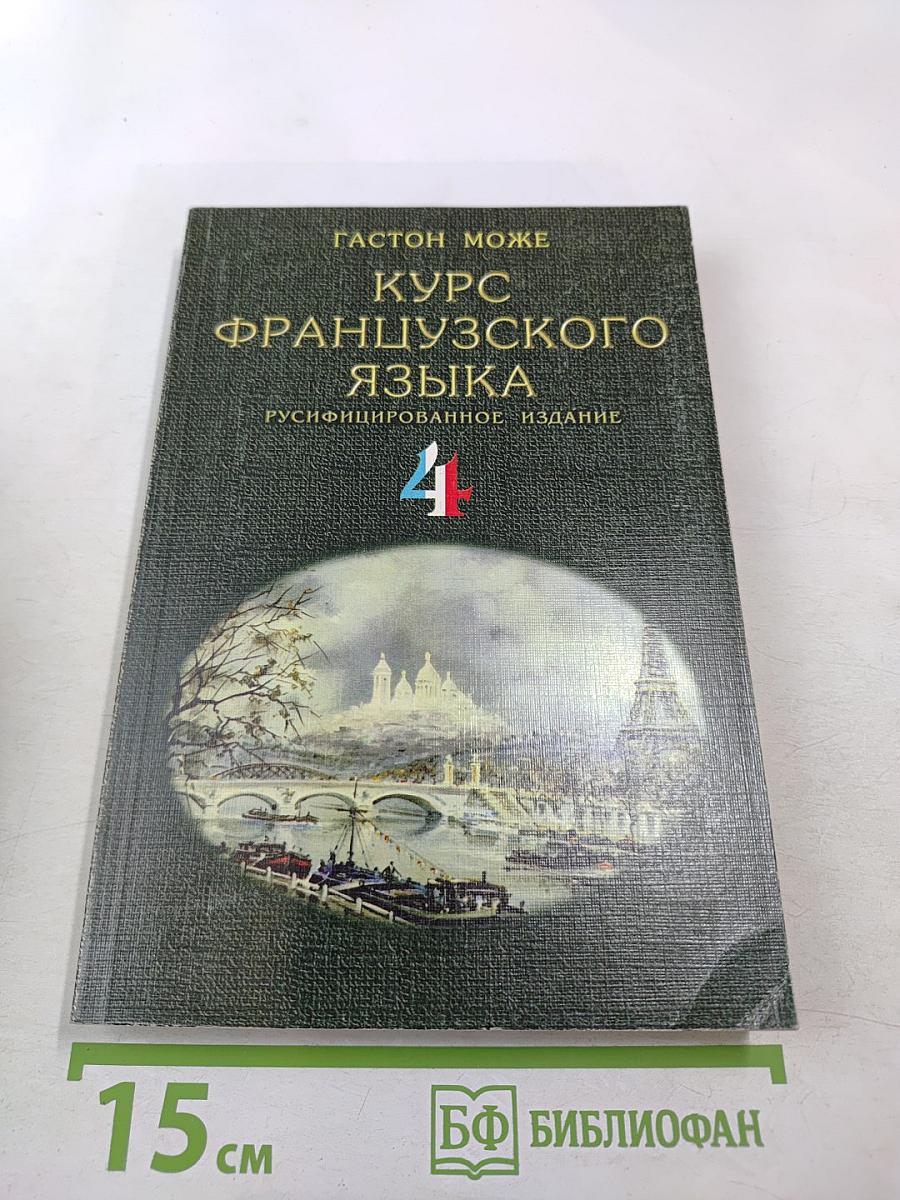 ГАСТОН МОЖЕ
КУРС
ФРАНЦУЗСКОГО
ЯЗЫКА
РУСИФИЦИРОВАННОЕ ИЗДАНИЕ
4
15 см
БФ БИБЛИОФАН